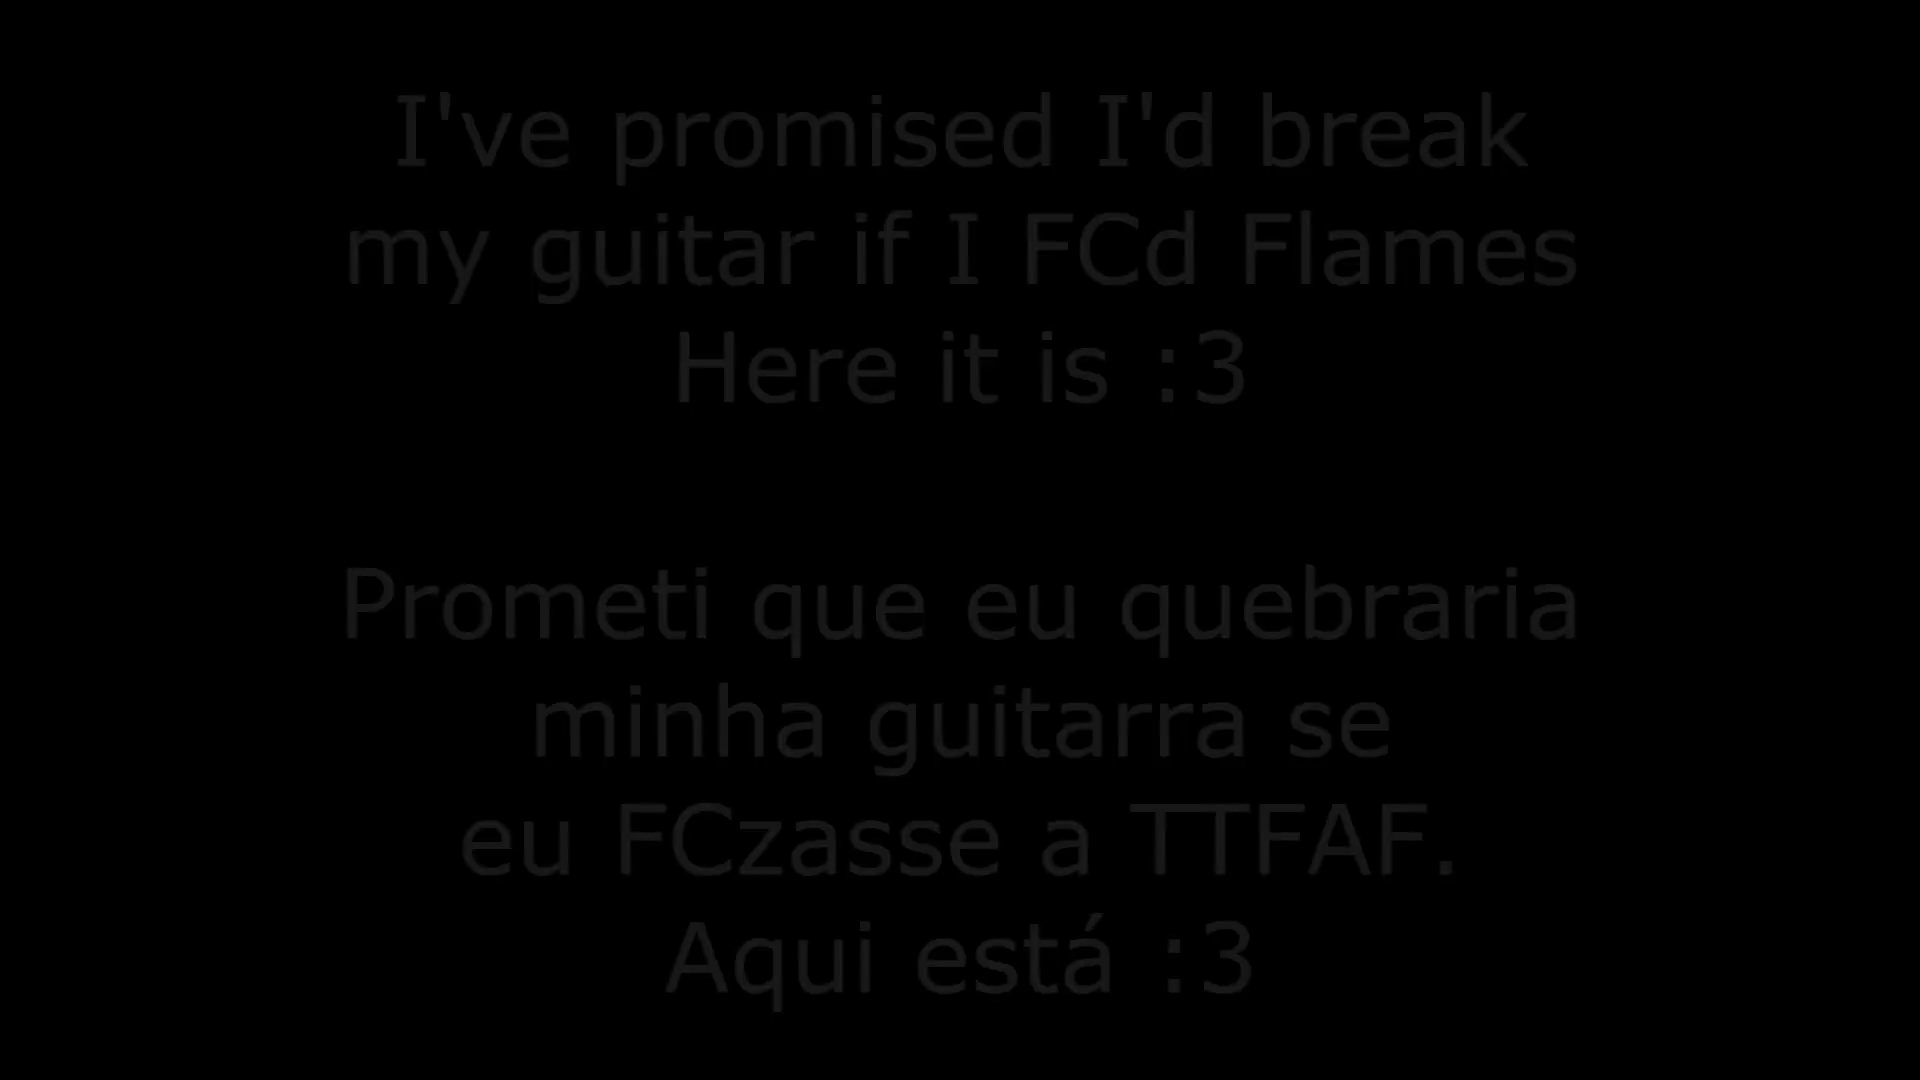 I've promised I'd break
my guitar if I FCd Flames
Here it is :3
Prometi que eu quebraria
minha guitarra se
eu FCzasse a TTFAF.
Aqui está :3